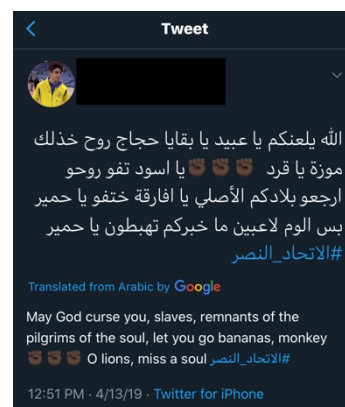 Tweet
الله يلعنكم يا عبيد يا بقايا حجاج روح خذلك
موزة يا قرد ✊🏿✊🏿✊🏿 يا اسود تفو روحو
ارجعو بلادكم الأصلي يا افارقة ختفو يا حمير
بس الوم لاعبين ما خبركم تهبطون يا حمير
#الاتحاد_النصر
Translated from Arabic by Google
May God curse you, slaves, remnants of the
pilgrims of the soul, let you go bananas, monkey
✊🏿✊🏿✊🏿 O lions, miss a soul #الاتحاد_النصر
12:51 PM · 4/13/19 · Twitter for iPhone